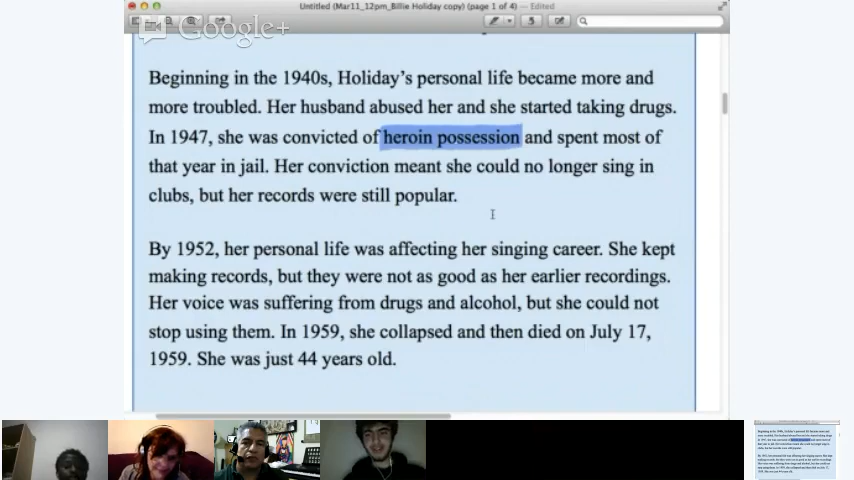 Untitled (Mar11_12pm_Billie Holiday copy) (page 1 of 4) — Edited
Google+
Beginning in the 1940s, Holiday's personal life became more and
more troubled. Her husband abused her and she started taking drugs.
In 1947, she was convicted of heroin possession and spent most of
that year in jail. Her conviction meant she could no longer sing in
clubs, but her records were still popular.
By 1952, her personal life was affecting her singing career. She kept
making records, but they were not as good as her earlier recordings.
Her voice was suffering from drugs and alcohol, but she could not
stop using them. In 1959, she collapsed and then died on July 17,
1959. She was just 44 years old.